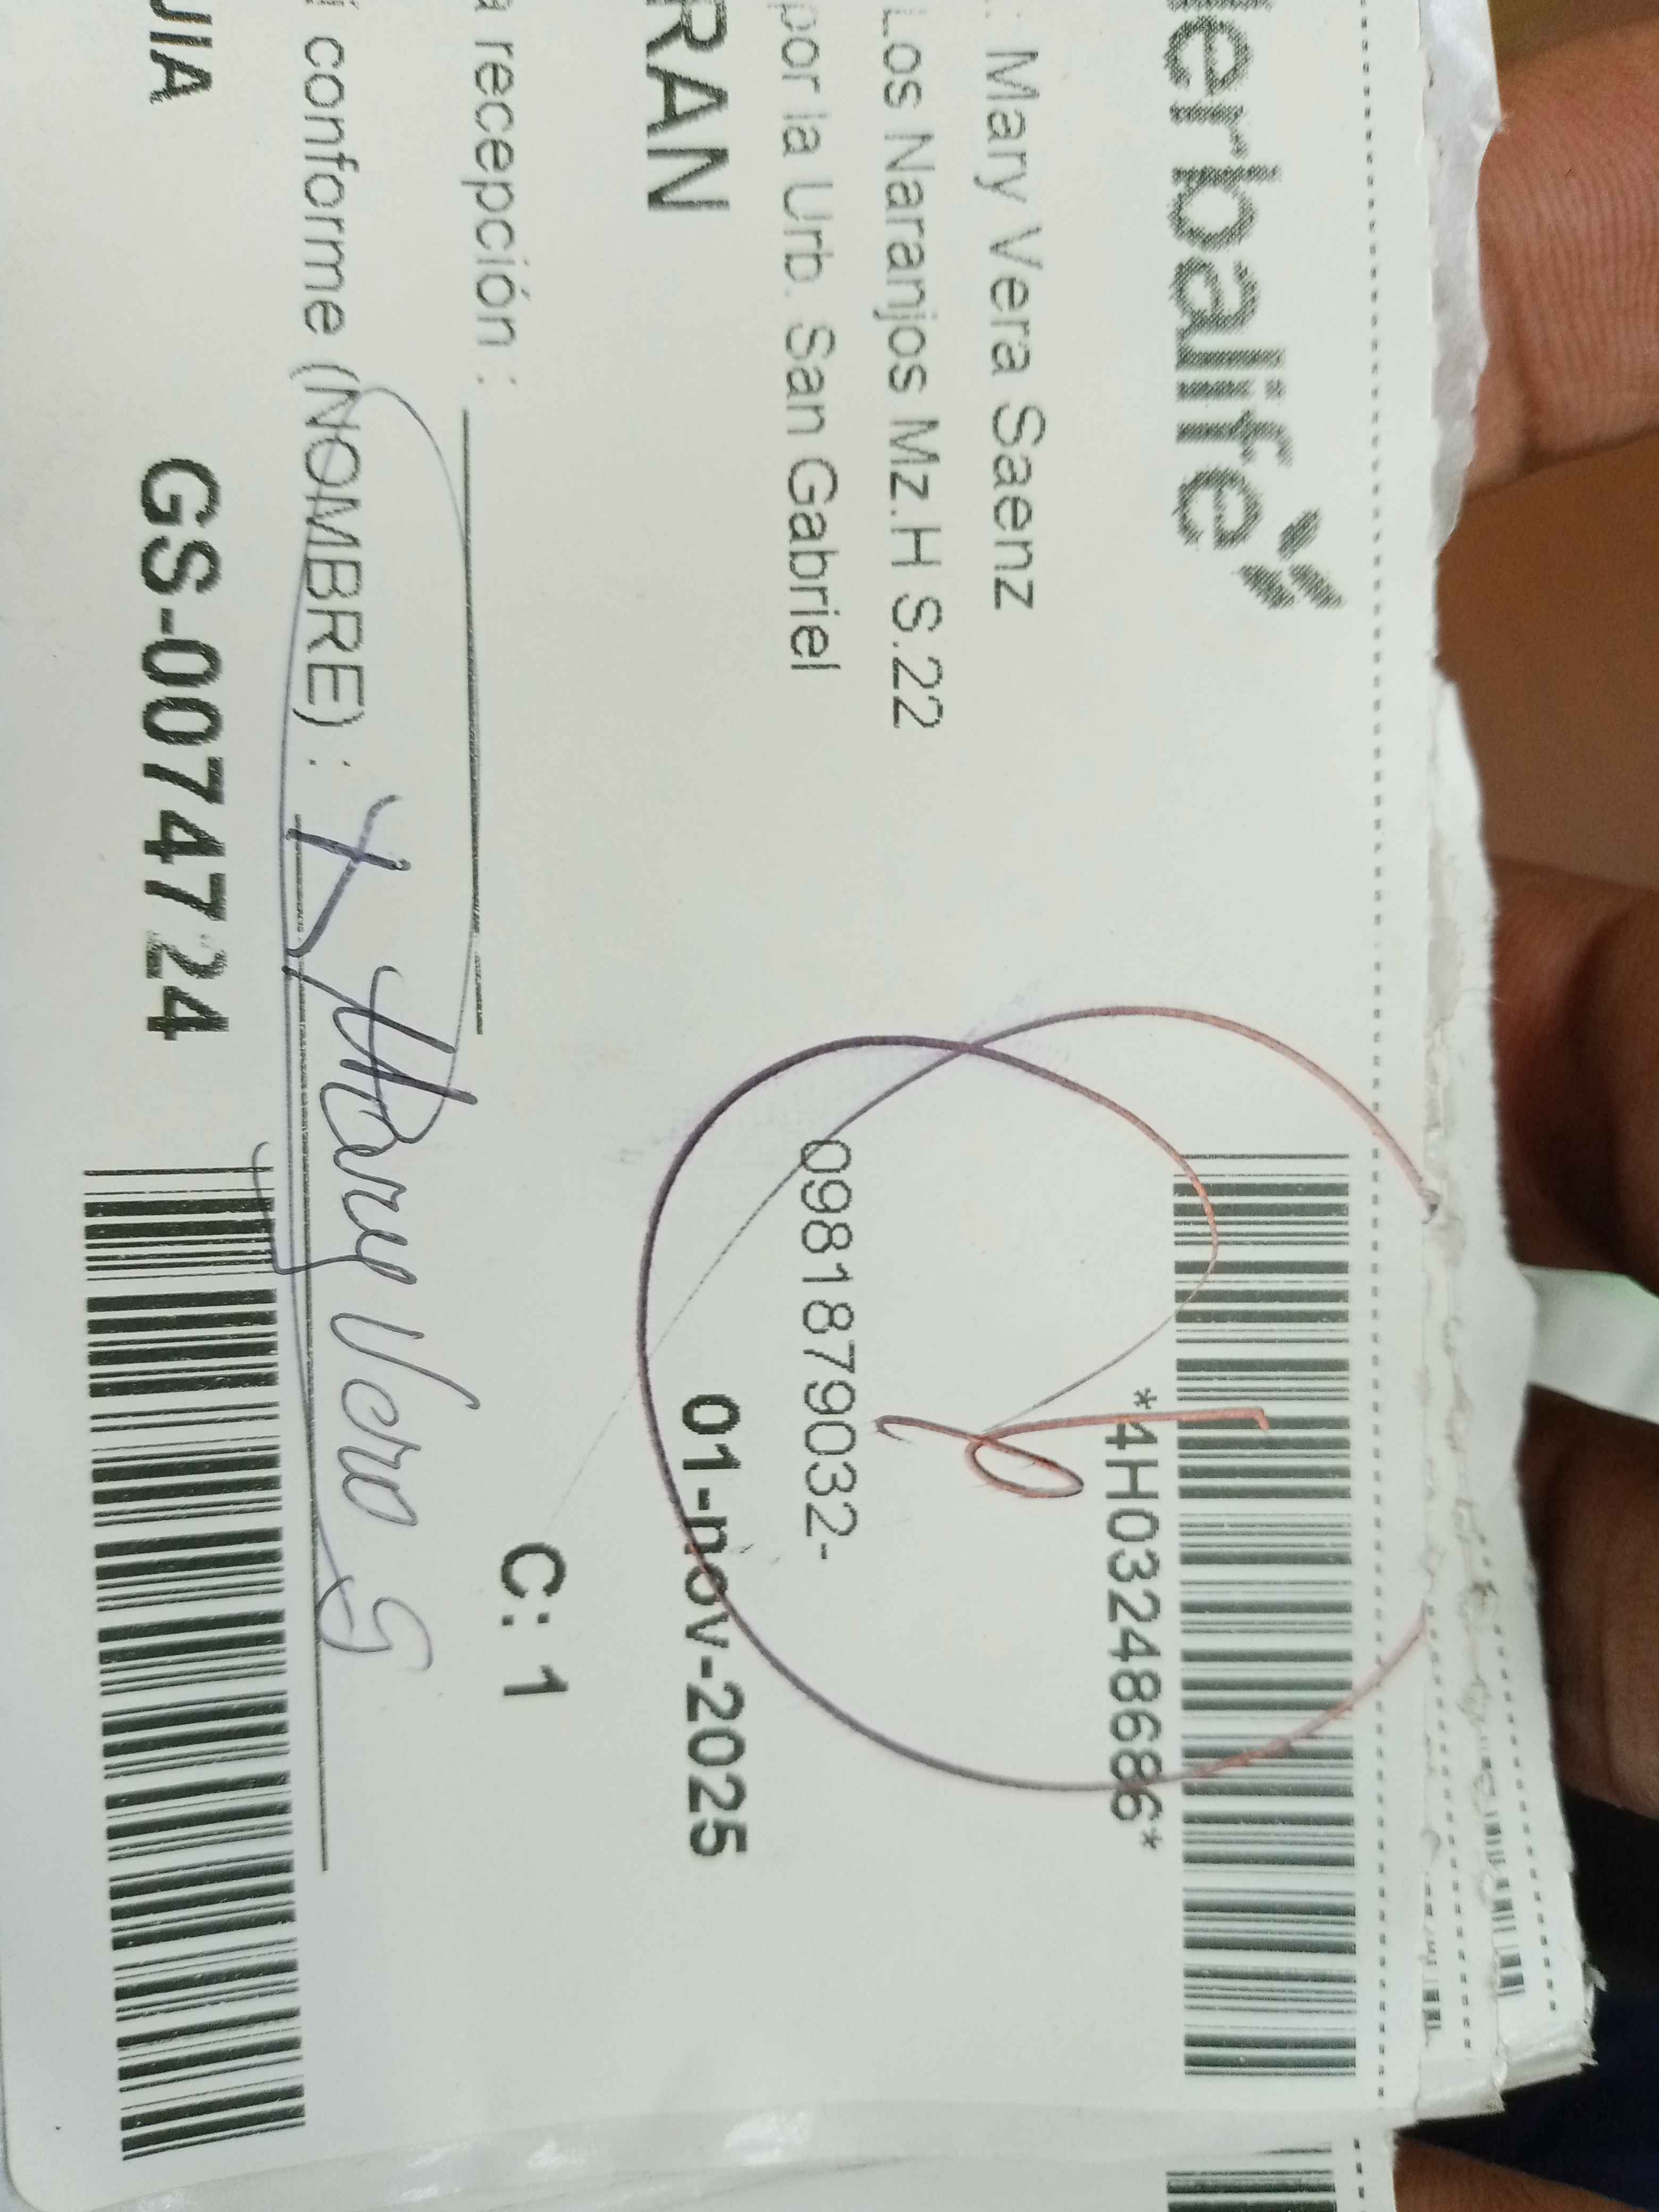 erbalife
*4H03248686*
.: Mary Vera Saenz
Los Naranjos Mz.H S.22
por la Urb. San Gabriel
0981879032-
RAN
01-nov-2025
a recepción :
C: 1
í conforme (NOMBRE) : Mary Vera S
JIA
GS-0074724